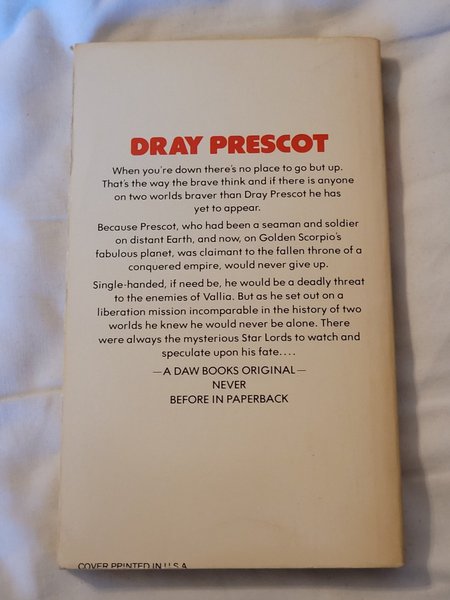 DRAY PRESCOT
When you're down there's no place to go but up.
That's the way the brave think and if there is anyone
on two worlds braver than Dray Prescot he has
yet to appear.
Because Prescot, who had been a seaman and soldier
on distant Earth, and now, on Golden Scorpio's
fabulous planet, was claimant to the fallen throne of a
conquered empire, would never give up.
Single-handed, if need be, he would be a deadly threat
to the enemies of Vallia. But as he set out on a
liberation mission incomparable in the history of two
worlds he knew he would never be alone. There
were always the mysterious Star Lords to watch and
speculate upon his fate....
—A DAW BOOKS ORIGINAL—
NEVER
BEFORE IN PAPERBACK
COVER PRINTED IN U.S.A.